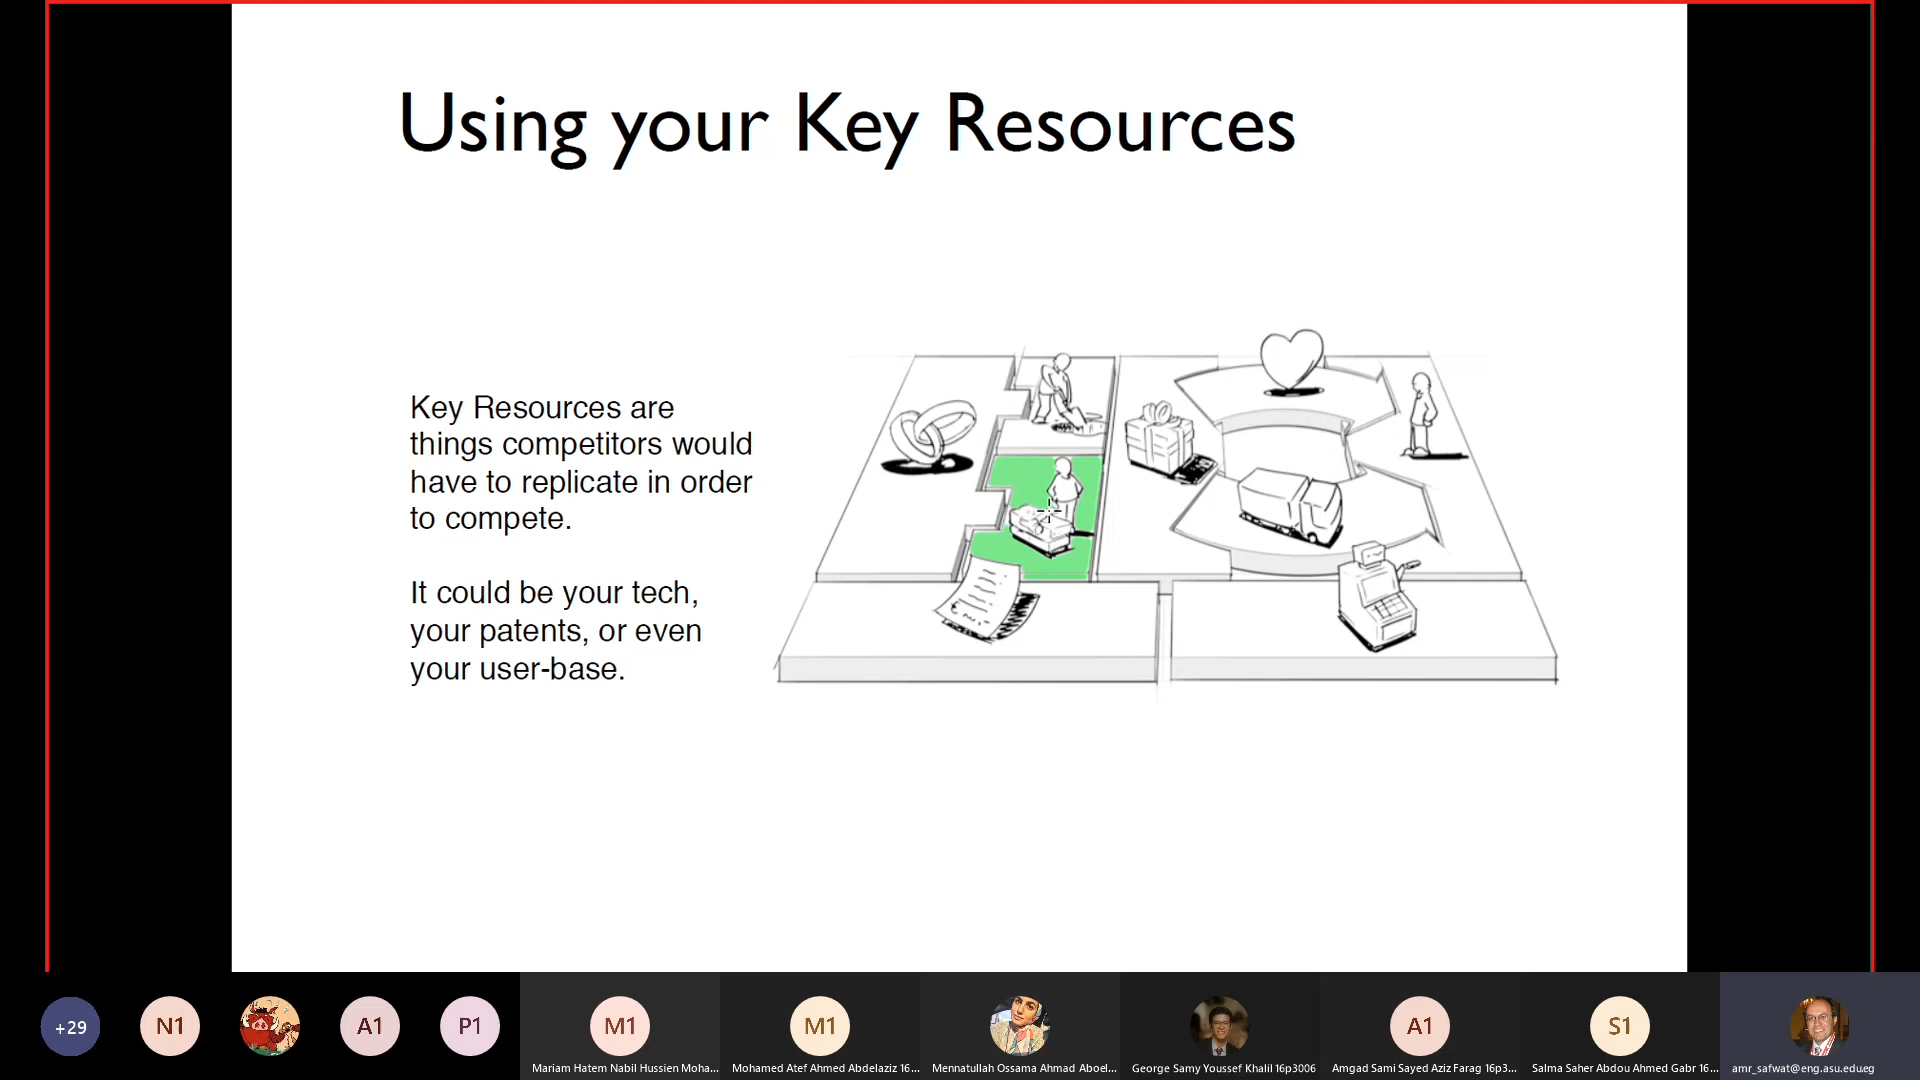 Using your Key Resources
Key Resources are
things competitors would
have to replicate in order
to compete.
It could be your tech,
your patents, or even
your user-base.
+29
N1
A1
P1
M1
M1
A1
S1
Mariam Hatem Nabil Hussien Moha...
Mohamed Atef Ahmed Abdelaziz 16...
Mennatullah Ossama Ahmad Aboel...
George Samy Youssef Khalil 16p3006
Amgad Sami Sayed Aziz Farag 16p3...
Salma Saher Abdou Ahmed Gabr 16...
amr_safwat@eng.asu.edu.eg